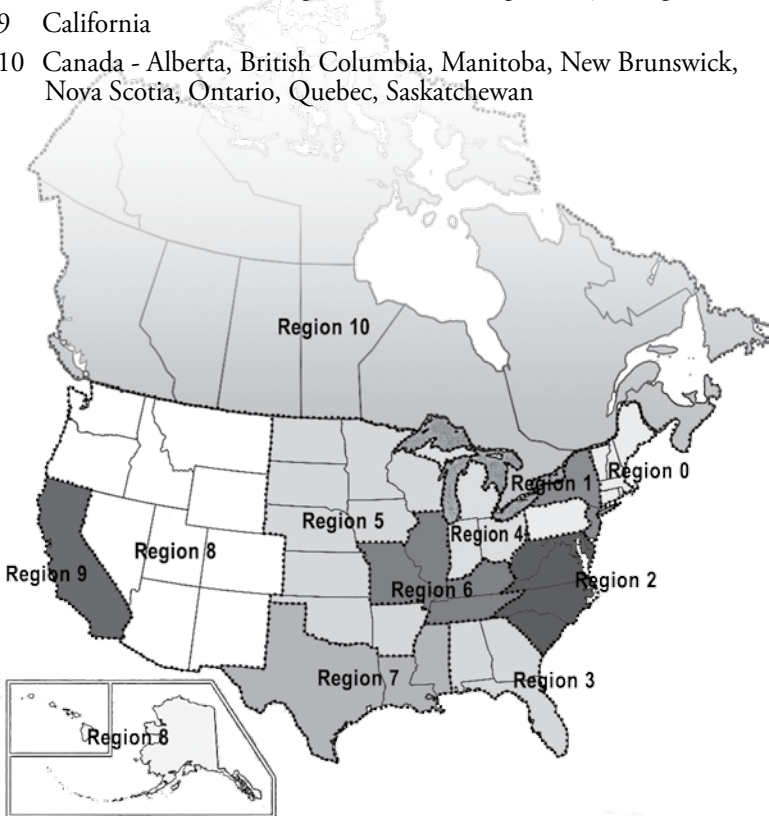 9 California
10 Canada - Alberta, British Columbia, Manitoba, New Brunswick,
Nova Scotia, Ontario, Quebec, Saskatchewan
Region 10
Region 0
Region 1
Region 5
Region 4
Region 8
Region 9
Region 2
Region 6
Region 7
Region 3
Region 8